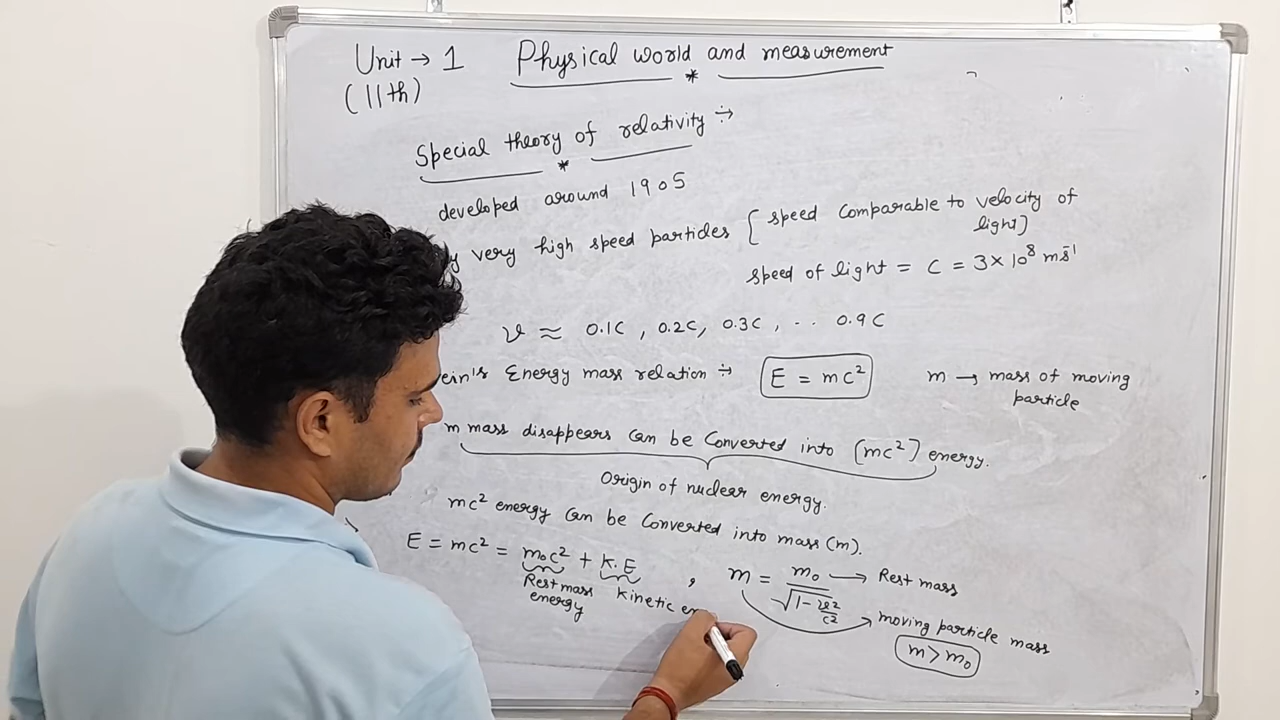 Unit → 1 Physical world and measurement
(11th)
Special theory of relativity ÷
developed around 1905
very high speed particles [speed comparable to velocity of
light]
speed of light = c = 3×10⁸ ms⁻¹
v ≈ 0.1C, 0.2C, 0.3C, .. 0.9C
Energy mass relation ÷ E = mc² m → mass of moving
particle
m mass disappears can be converted into (mc²) energy.
Origin of nuclear energy.
mc² energy can be converted into mass (m).
E = mc² = m₀c² + K.E , m = m₀/√(1-v²/c²) → Rest mass
Rest mass Kinetic
energy
moving particle mass
m > m₀